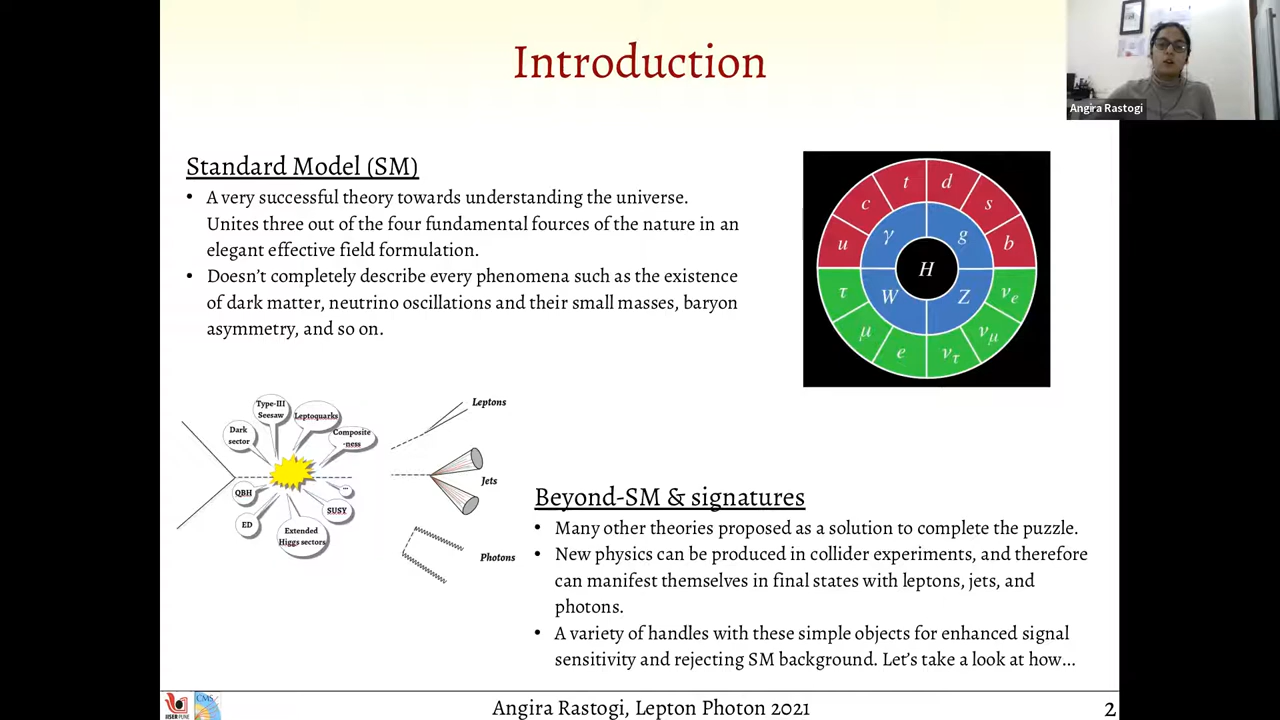 Introduction
Angira Rastogi
Standard Model (SM)
• A very successful theory towards understanding the universe.
Unites three out of the four fundamental fources of the nature in an
elegant effective field formulation.
• Doesn't completely describe every phenomena such as the existence
of dark matter, neutrino oscillations and their small masses, baryon
asymmetry, and so on.
t d
c s
u γ g b
H
τ W Z νe
μ νμ
e ντ
Type-III
Seesaw
Leptoquarks
Dark
sector
Composite
-ness
QBH
...
ED
SUSY
Extended
Higgs sectors
Leptons
Jets
Photons
Beyond-SM & signatures
• Many other theories proposed as a solution to complete the puzzle.
• New physics can be produced in collider experiments, and therefore
can manifest themselves in final states with leptons, jets, and
photons.
• A variety of handles with these simple objects for enhanced signal
sensitivity and rejecting SM background. Let's take a look at how...
IISER PUNE
CMS
Angira Rastogi, Lepton Photon 2021
2